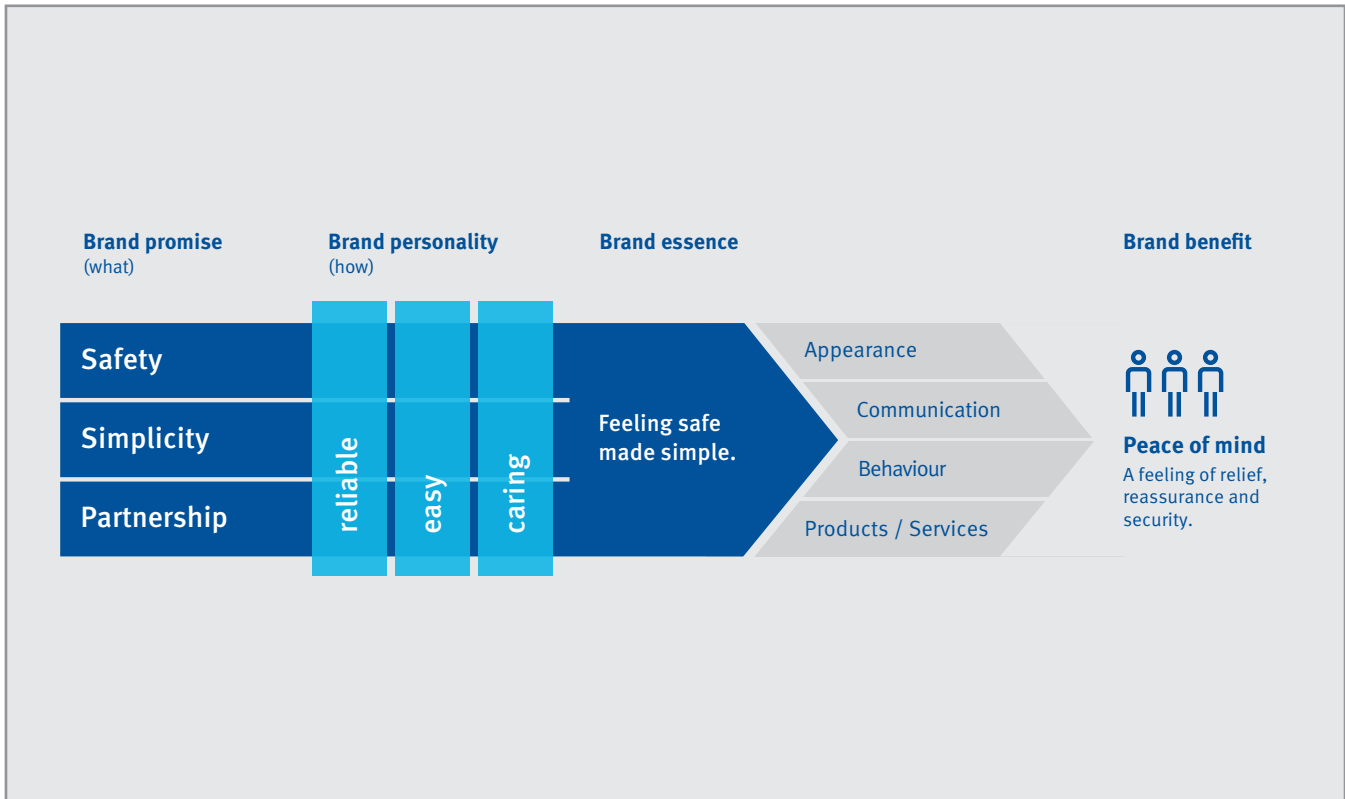 Brand promise
(what)
Brand personality
(how)
Brand essence
Brand benefit
Safety
Simplicity
Partnership
reliable
easy
caring
Feeling safe
made simple.
Appearance
Communication
Behaviour
Products / Services
Peace of mind
A feeling of relief,
reassurance and
security.